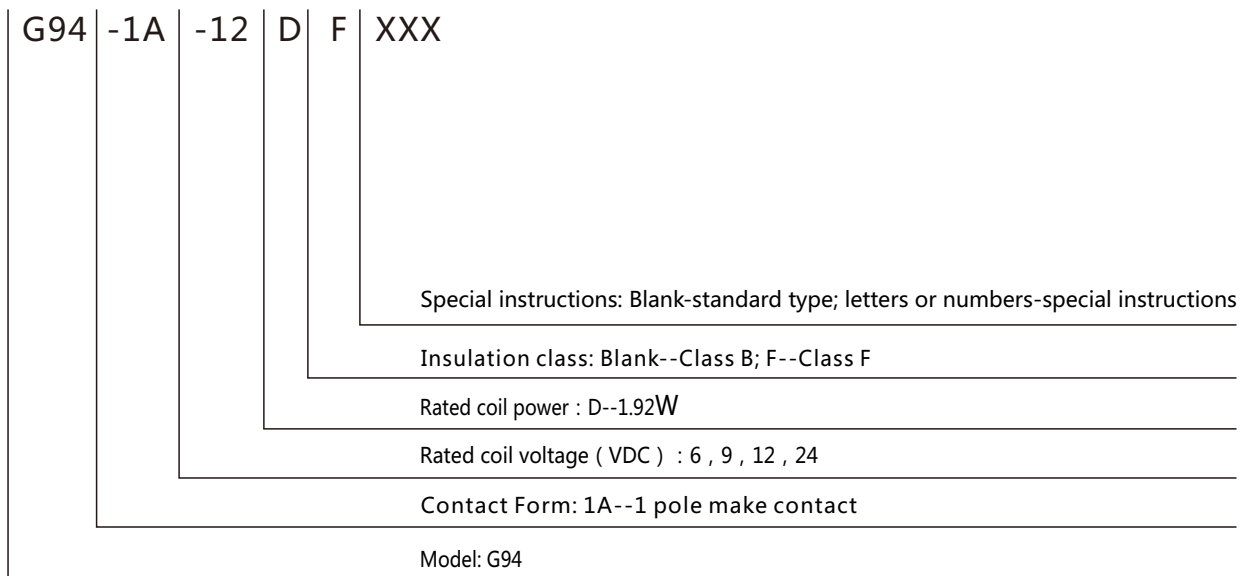 G94 -1A -12 D F XXX
Special instructions: Blank-standard type; letters or numbers-special instructions
Insulation class: Blank--Class B; F--Class F
Rated coil power : D--1.92W
Rated coil voltage ( VDC ) : 6 , 9 , 12 , 24
Contact Form: 1A--1 pole make contact
Model: G94